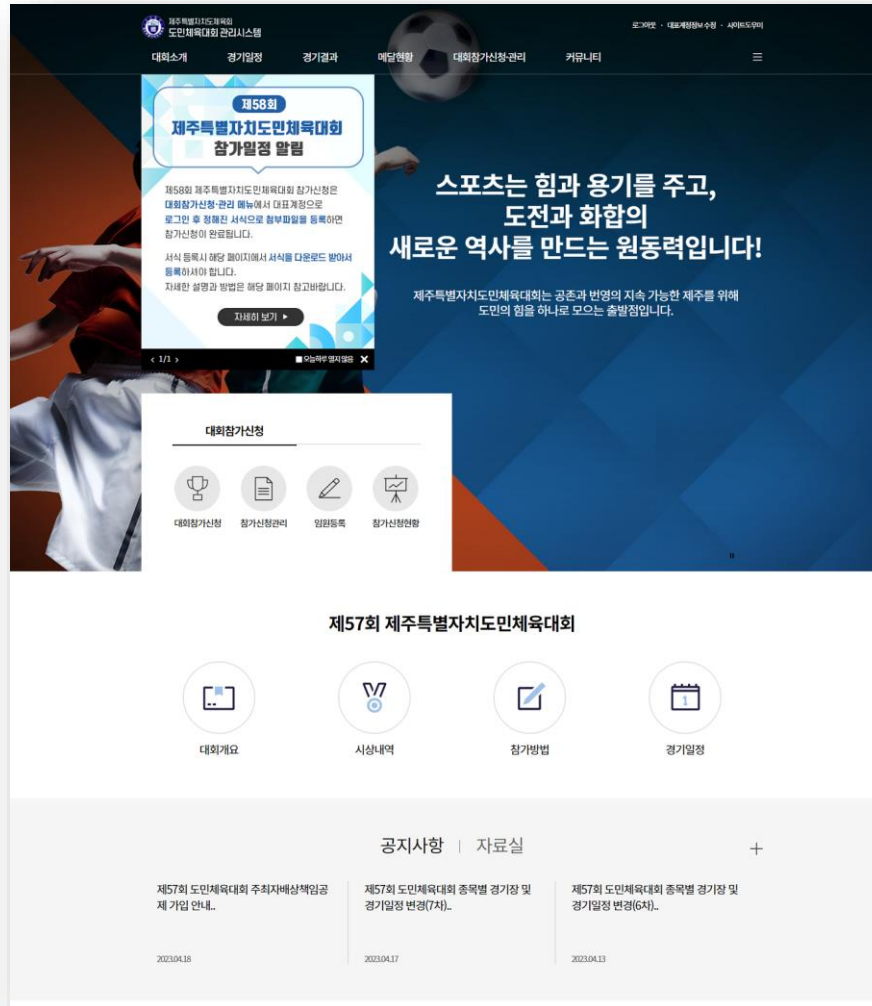 제주특별자치도체육회
도민체육대회 관리시스템
로그아웃 · 대표계정정보 수정 · 사이트도우미
대회소개 경기일정 경기결과 메달현황 대회참가신청·관리 커뮤니티
제58회
제주특별자치도민체육대회
참가일정 알림
제58회 제주특별자치도민체육대회 참가신청은
대회참가신청·관리 메뉴에서 대표계정으로
로그인 후 정해진 서식으로 첨부파일을 등록하면
참가신청이 완료됩니다.
서식 등록시 해당 페이지에서 서식을 다운로드 받아서
등록하셔야 합니다.
자세한 설명과 방법은 해당 페이지 참고바랍니다.
자세히 보기 ▶
‹ 1/1 › 오늘하루 열지 않음 ✕
스포츠는 힘과 용기를 주고,
도전과 화합의
새로운 역사를 만드는 원동력입니다!
제주특별자치도민체육대회는 공존과 번영의 지속 가능한 제주를 위해
도민의 힘을 하나로 모으는 출발점입니다.
대회참가신청
대회참가신청 참가신청관리 임원등록 참가신청현황
제57회 제주특별자치도민체육대회
1
대회개요 시상내역 참가방법 경기일정
공지사항 | 자료실 +
제57회 도민체육대회 주최자배상책임공
제 가입 안내..
2023.04.18
제57회 도민체육대회 종목별 경기장 및
경기일정 변경(7차)..
2023.04.17
제57회 도민체육대회 종목별 경기장 및
경기일정 변경(6차)..
2023.04.13